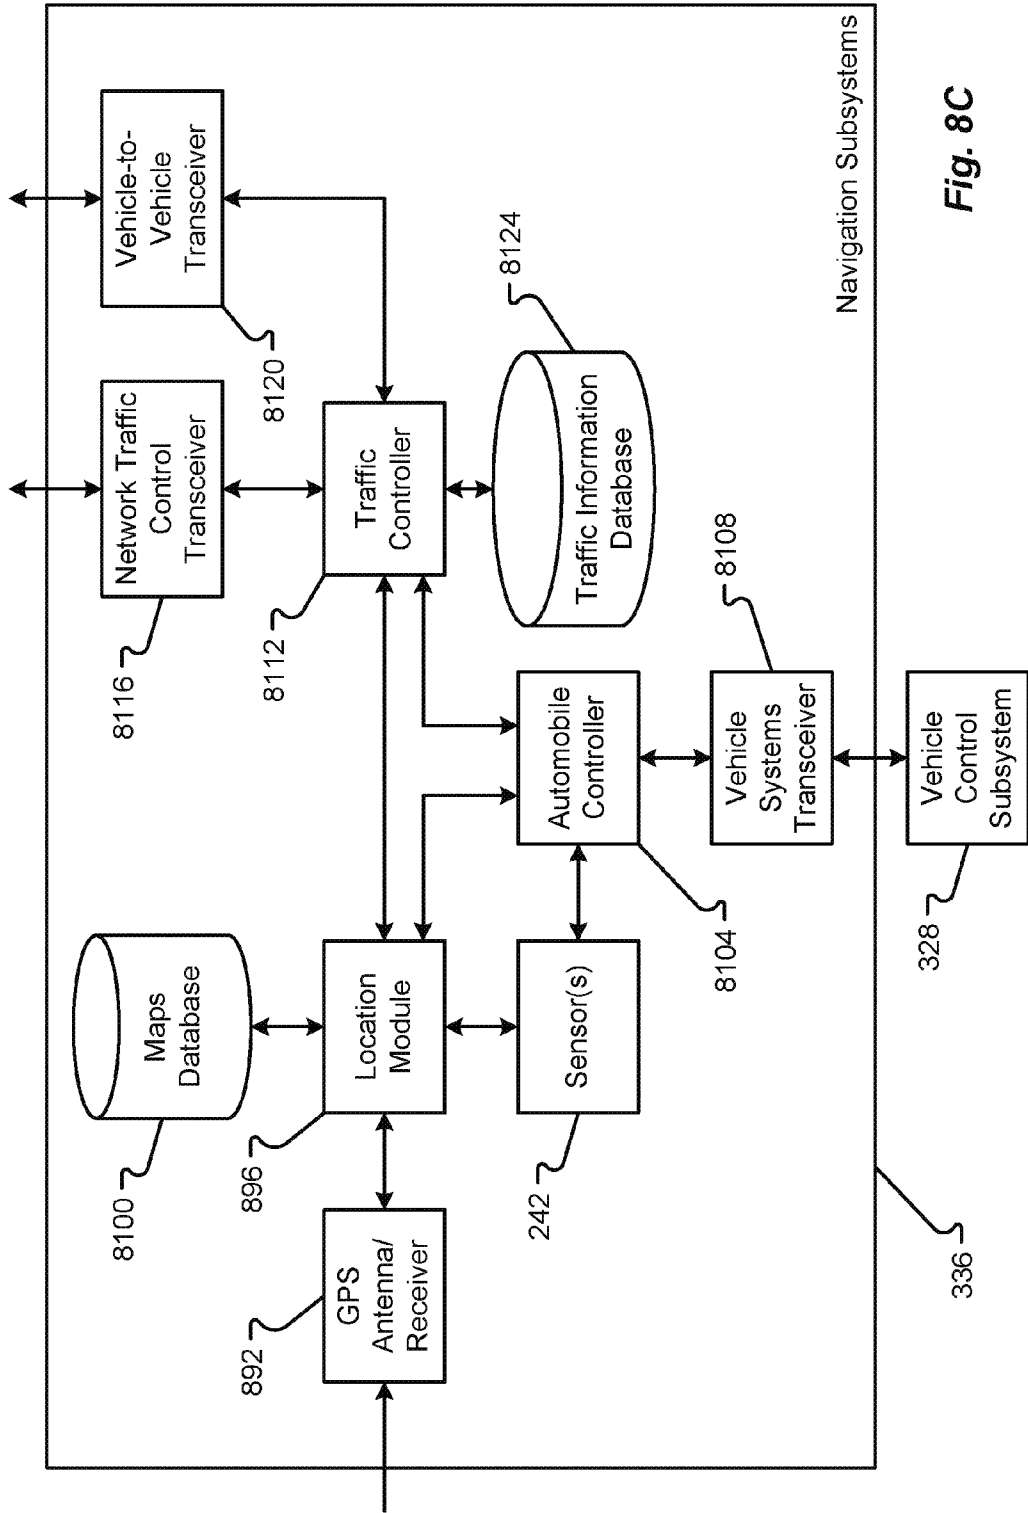 8100
Maps
Database
8116
Network Traffic
Control
Transceiver
8120
Vehicle-to-
Vehicle
Transceiver
892
GPS
Antenna/
Receiver
896
Location
Module
8112
Traffic
Controller
242
Sensor(s)
Automobile
Controller
8104
Traffic Information
Database
8124
Vehicle
Systems
Transceiver
8108
Navigation Subsystems
336
328
Vehicle
Control
Subsystem
Fig. 8C